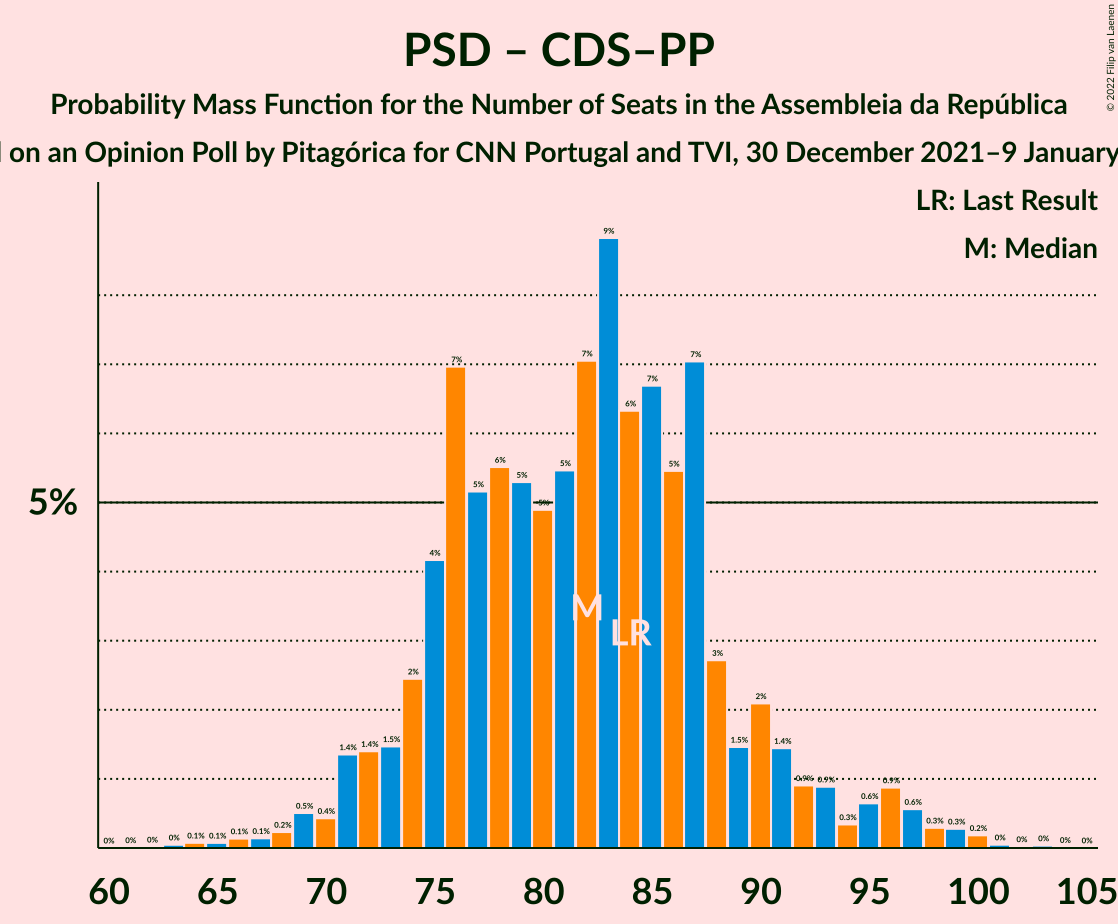 PSD – CDS–PP
Probability Mass Function for the Number of Seats in the Assembleia da República
on an Opinion Poll by Pitagórica for CNN Portugal and TVI, 30 December 2021–9 January
© 2022 Filip van Laenen
LR: Last Result
M: Median
5%
0% 0% 0% 0% 0.1% 0.1% 0.1% 0.1% 0.2% 0.5% 0.4% 1.4% 1.4% 1.5% 2% 4% 7% 5% 6% 5% 5% 5% 7% 9% 6% 7% 5% 7% 3% 1.5% 2% 1.4% 0.9% 0.9% 0.3% 0.6% 0.9% 0.6% 0.3% 0.3% 0.2% 0% 0% 0% 0% 0%
M
LR
60 65 70 75 80 85 90 95 100 105